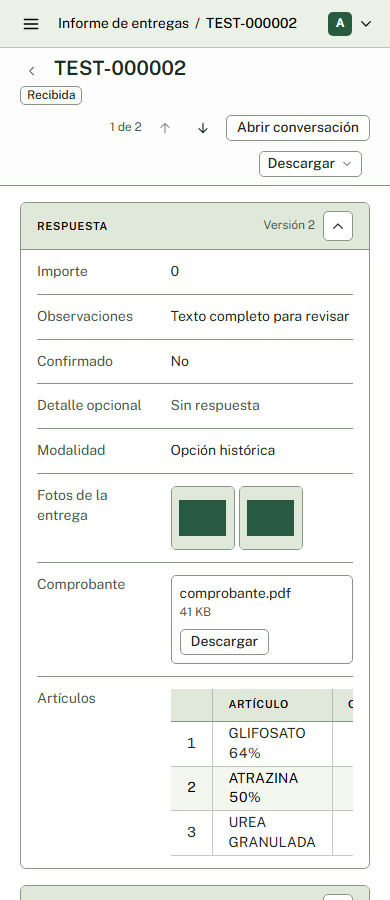 Informe de entregas / TEST-000002
A
TEST-000002
Recibida
1 de 2
Abrir conversación
Descargar
RESPUESTA
Versión 2
Importe
0
Observaciones
Texto completo para revisar
Confirmado
No
Detalle opcional
Sin respuesta
Modalidad
Opción histórica
Fotos de la
entrega
Comprobante
comprobante.pdf
41 KB
Descargar
Artículos
ARTÍCULO
1
GLIFOSATO
64%
2
ATRAZINA
50%
3
UREA
GRANULADA